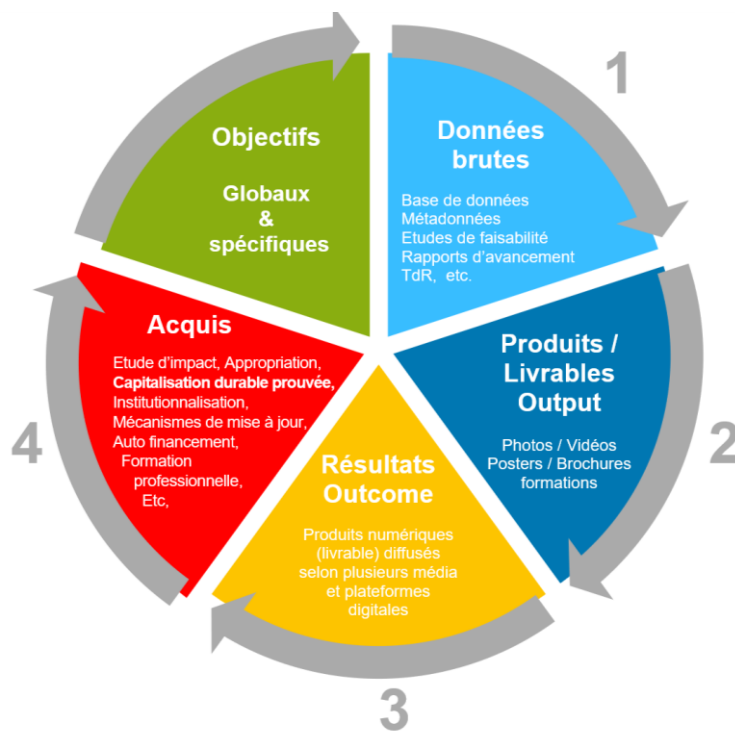 Objectifs
Globaux
&
spécifiques
1
Données
brutes
Base de données
Métadonnées
Etudes de faisabilité
Rapports d'avancement
TdR, etc.
2
Produits /
Livrables
Output
Photos / Vidéos
Posters / Brochures
formations
3
Résultats
Outcome
Produits numériques
(livrable) diffusés
selon plusieurs média
et plateformes
digitales
4
Acquis
Etude d'impact, Appropriation,
Capitalisation durable prouvée,
Institutionnalisation,
Mécanismes de mise à jour,
Auto financement,
Formation
professionnelle,
Etc,